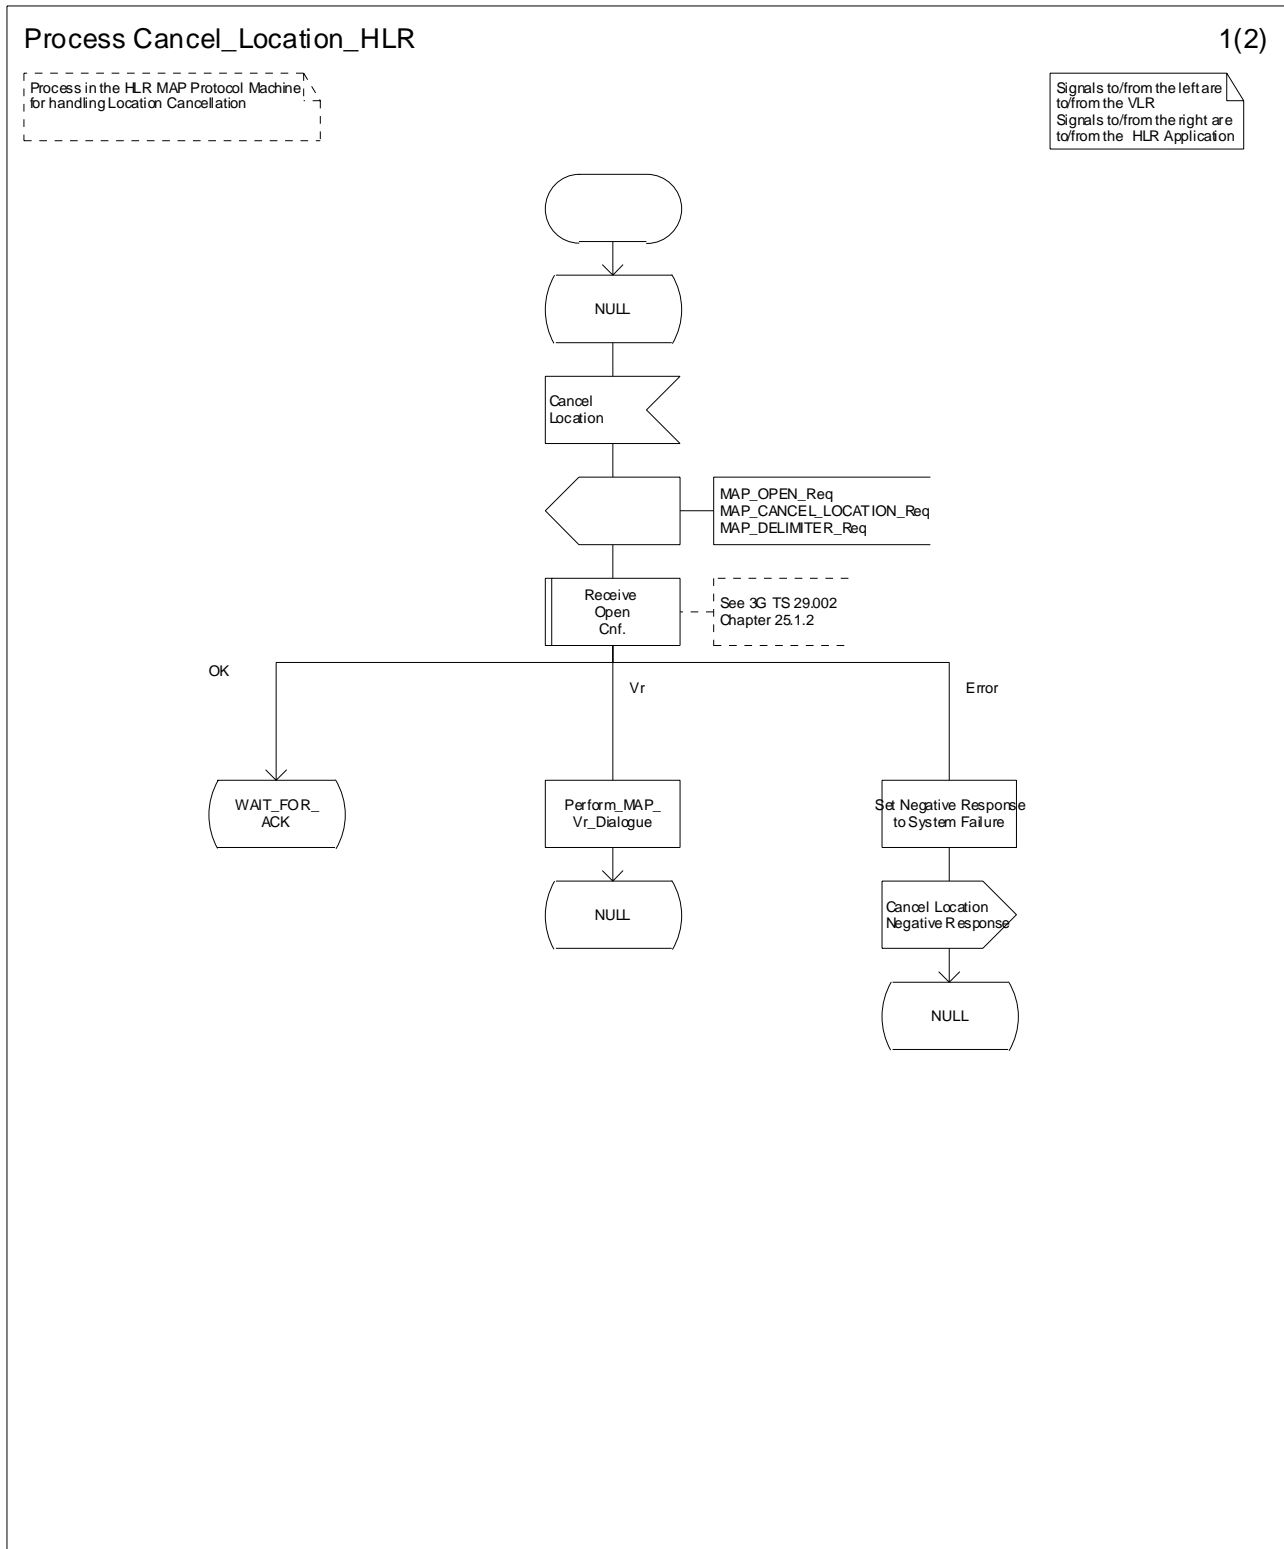 Process Cancel_Location_HLR
1(2)
Process in the HLR MAP Protocol Machine
for handling Location Cancellation
Signals to/from the left are
to/from the VLR
Signals to/from the right are
to/from the HLR Application
NULL
Cancel
Location
MAP_OPEN_Req
MAP_CANCEL_LOCATION_Req
MAP_DELIMITER_Req
Receive
Open
Cnf.
See 3G TS 29.002
Chapter 25.1.2
OK
Vr
Error
WAIT_FOR_
ACK
Perform_MAP_
Vr_Dialogue
Set Negative Response
to System Failure
NULL
Cancel Location
Negative Response
NULL